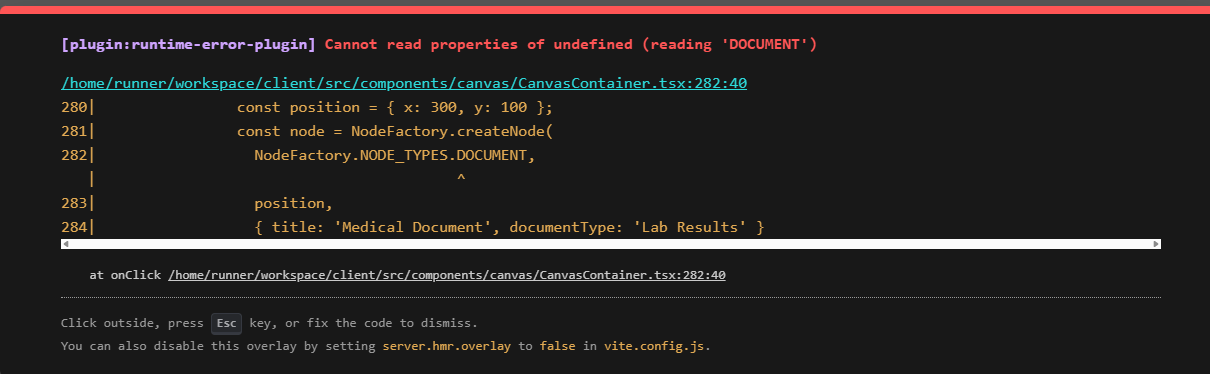 [plugin:runtime-error-plugin] Cannot read properties of undefined (reading 'DOCUMENT')
/home/runner/workspace/client/src/components/canvas/CanvasContainer.tsx:282:40
280|                const position = { x: 300, y: 100 };
281|                const node = NodeFactory.createNode(
282|                  NodeFactory.NODE_TYPES.DOCUMENT,
   |                                         ^
283|                  position,
284|                  { title: 'Medical Document', documentType: 'Lab Results' }
at onClick /home/runner/workspace/client/src/components/canvas/CanvasContainer.tsx:282:40
Click outside, press Esc key, or fix the code to dismiss.
You can also disable this overlay by setting server.hmr.overlay to false in vite.config.js.